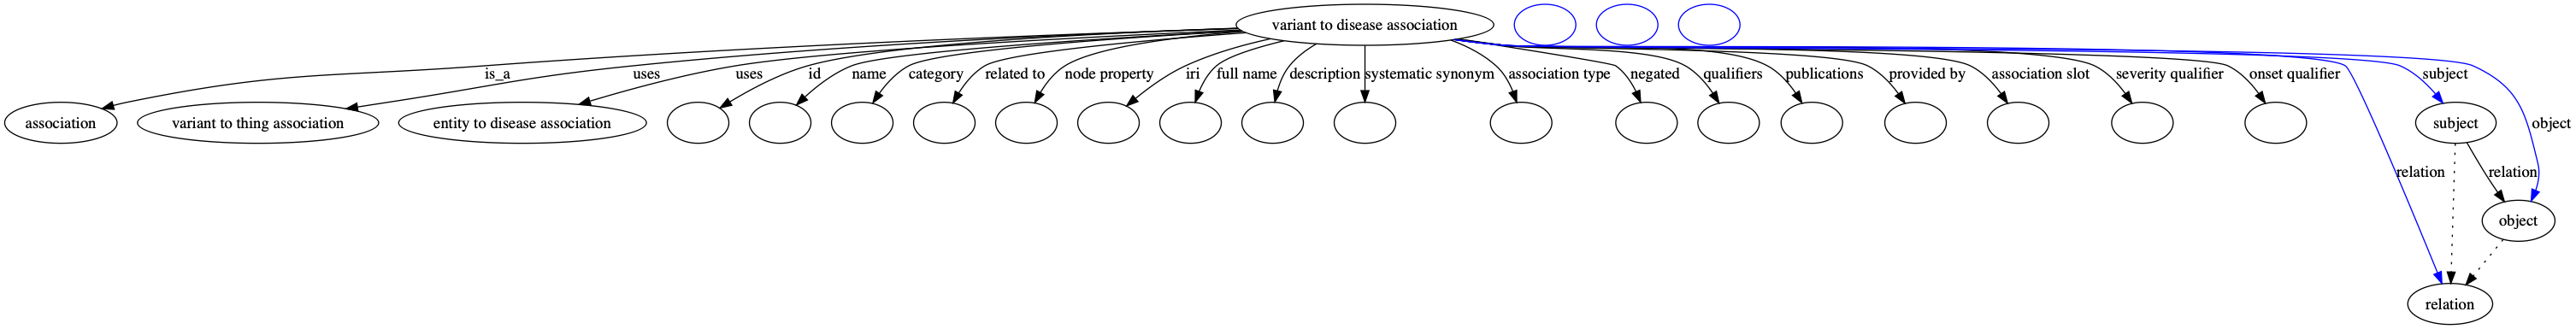 variant to disease association
is_a
uses
uses
id
name
category
related to
node property
iri
full name
description
systematic synonym
association type
negated
qualifiers
publications
provided by
association slot
severity qualifier
onset qualifier
subject
association
variant to thing association
entity to disease association
subject
object
relation
relation
object
relation